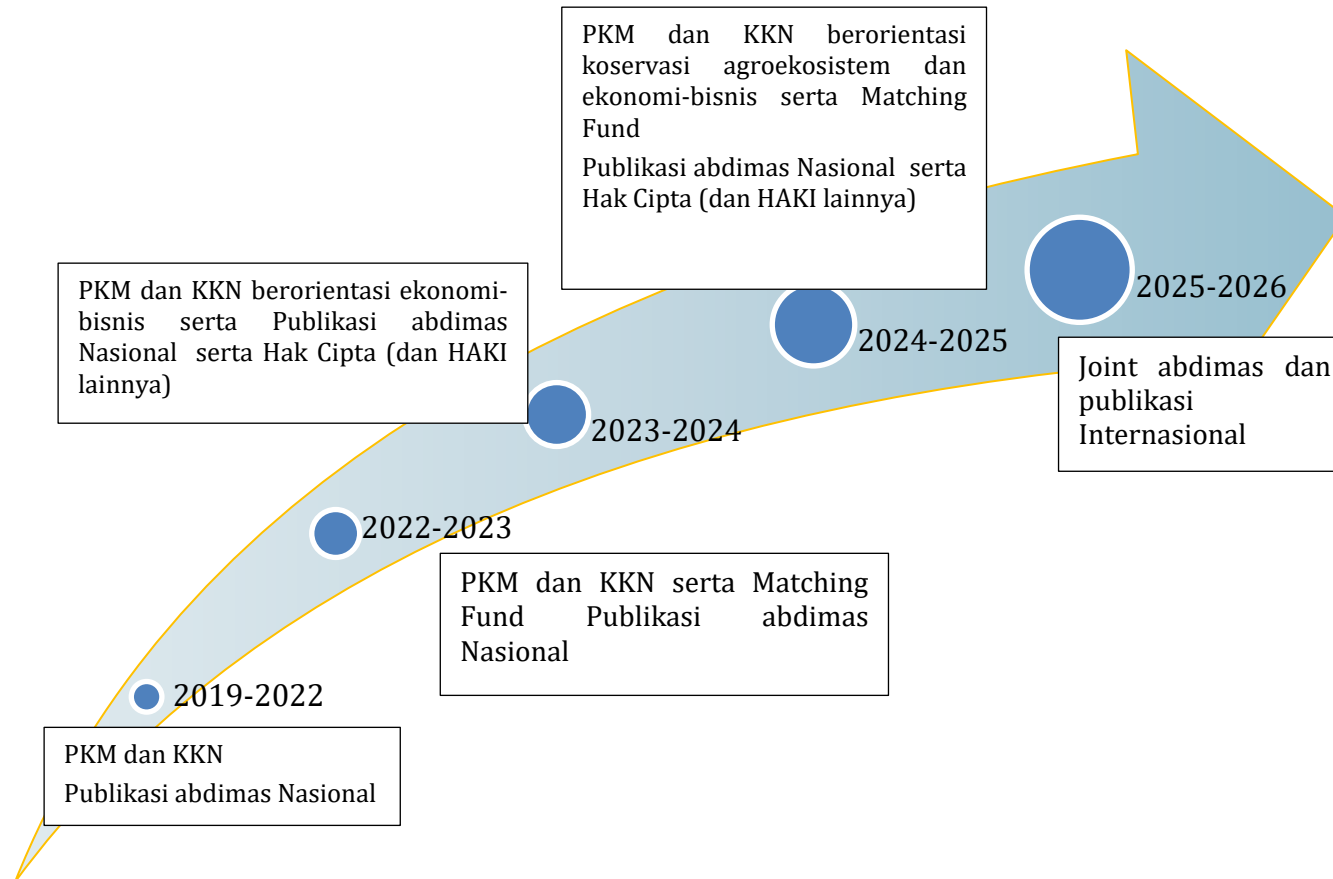 PKM dan KKN berorientasi
koservasi agroekosistem dan
ekonomi-bisnis serta Matching
Fund
Publikasi abdimas Nasional serta
Hak Cipta (dan HAKI lainnya)
2025-2026
PKM dan KKN berorientasi ekonomi-
bisnis serta Publikasi abdimas
Nasional serta Hak Cipta (dan HAKI
lainnya)
2024-2025
Joint abdimas dan
publikasi
Internasional
2023-2024
2022-2023
PKM dan KKN serta Matching
Fund Publikasi abdimas
Nasional
2019-2022
PKM dan KKN
Publikasi abdimas Nasional